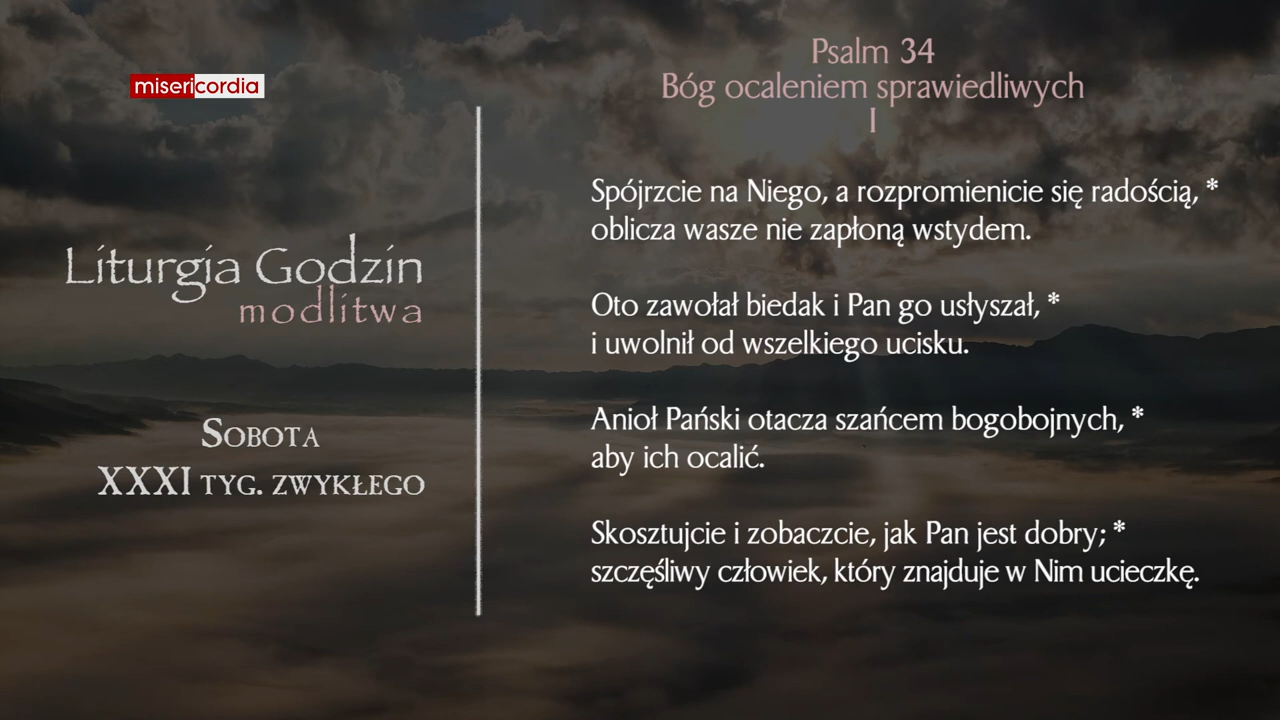 misericordia
Liturgia Godzin
modlitwa
Sobota
XXXI tyg. zwykłego
Psalm 34
Bóg ocaleniem sprawiedliwych
I
Spójrzcie na Niego, a rozpromienicie się radością, *
oblicza wasze nie zapłoną wstydem.
Oto zawołał biedak i Pan go usłyszał, *
i uwolnił od wszelkiego ucisku.
Anioł Pański otacza szańcem bogobojnych, *
aby ich ocalić.
Skosztujcie i zobaczcie, jak Pan jest dobry; *
szczęśliwy człowiek, który znajduje w Nim ucieczkę.